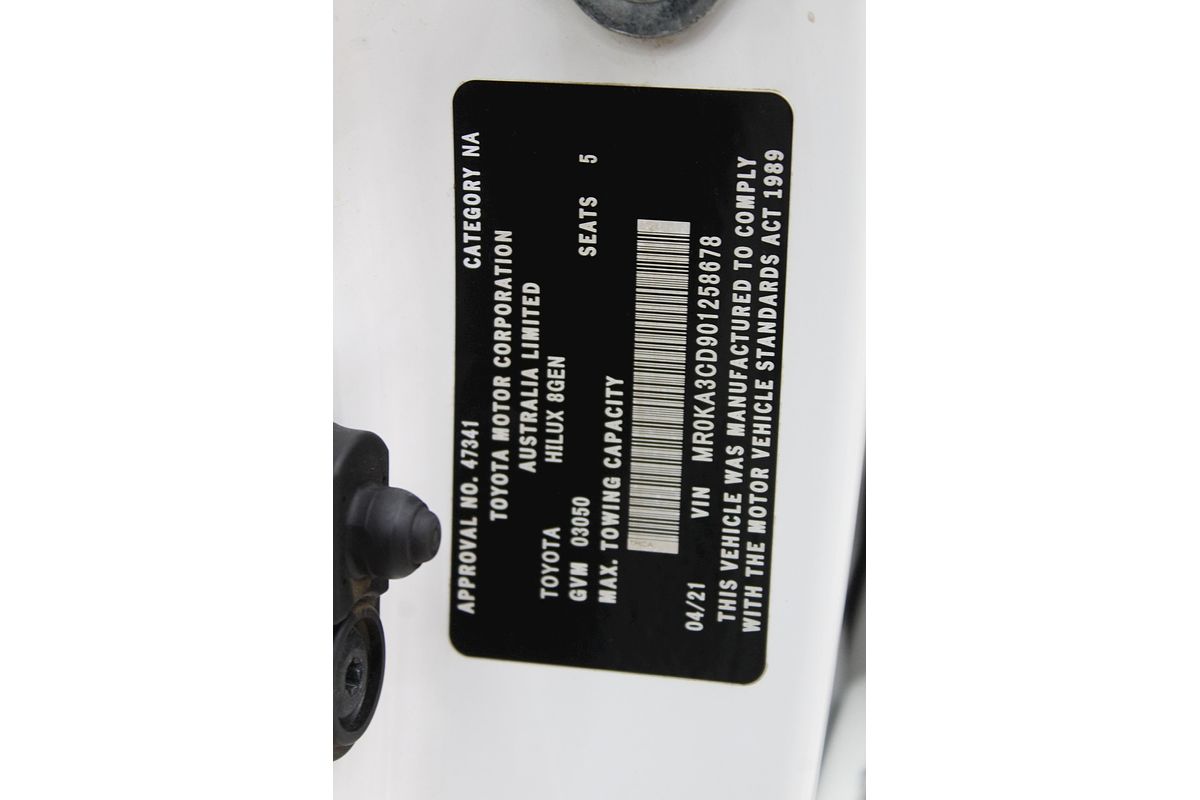 APPROVAL NO. 47341 CATEGORY NA
TOYOTA MOTOR CORPORATION
AUSTRALIA LIMITED
TOYOTA HILUX 8GEN
GVM 03050 SEATS 5
MAX. TOWING CAPACITY
04/21 VIN MR0KA3CD901258678
THIS VEHICLE WAS MANUFACTURED TO COMPLY
WITH THE MOTOR VEHICLE STANDARDS ACT 1989